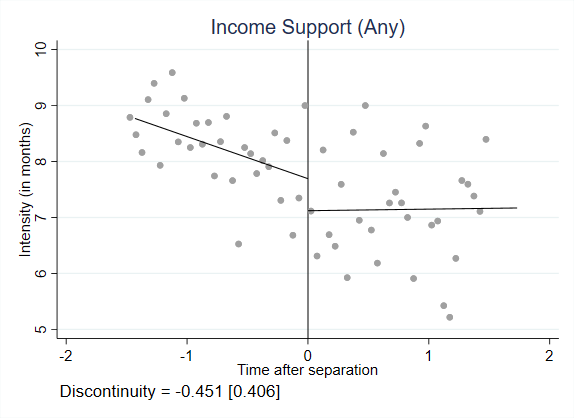 Income Support (Any)
Intensity (in months)
10
9
8
7
6
5
-2
-1
0
1
2
Time after separation
Discontinuity = -0.451 [0.406]